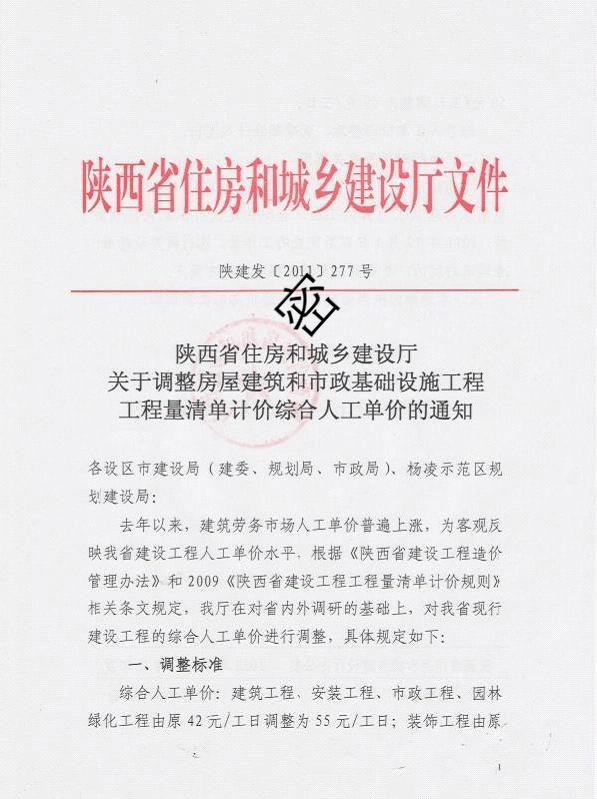 陕西省住房和城乡建设厅文件
陕建发〔2011〕277号
密
陕西省住房和城乡建设厅
关于调整房屋建筑和市政基础设施工程
工程量清单计价综合人工单价的通知
各设区市建设局(建委、规划局、市政局)、杨凌示范区规
划建设局:
去年以来,建筑劳务市场人工单价普遍上涨,为客观反
映我省建设工程人工单价水平,根据《陕西省建设工程造价
管理办法》和2009《陕西省建设工程工程量清单计价规则》
相关条文规定,我厅在对省内外调研的基础上,对我省现行
建设工程的综合人工单价进行调整,具体规定如下:
一、调整标准
综合人工单价:建筑工程、安装工程、市政工程、园林
绿化工程由原42元/工日调整为55元/工日;装饰工程由原
1